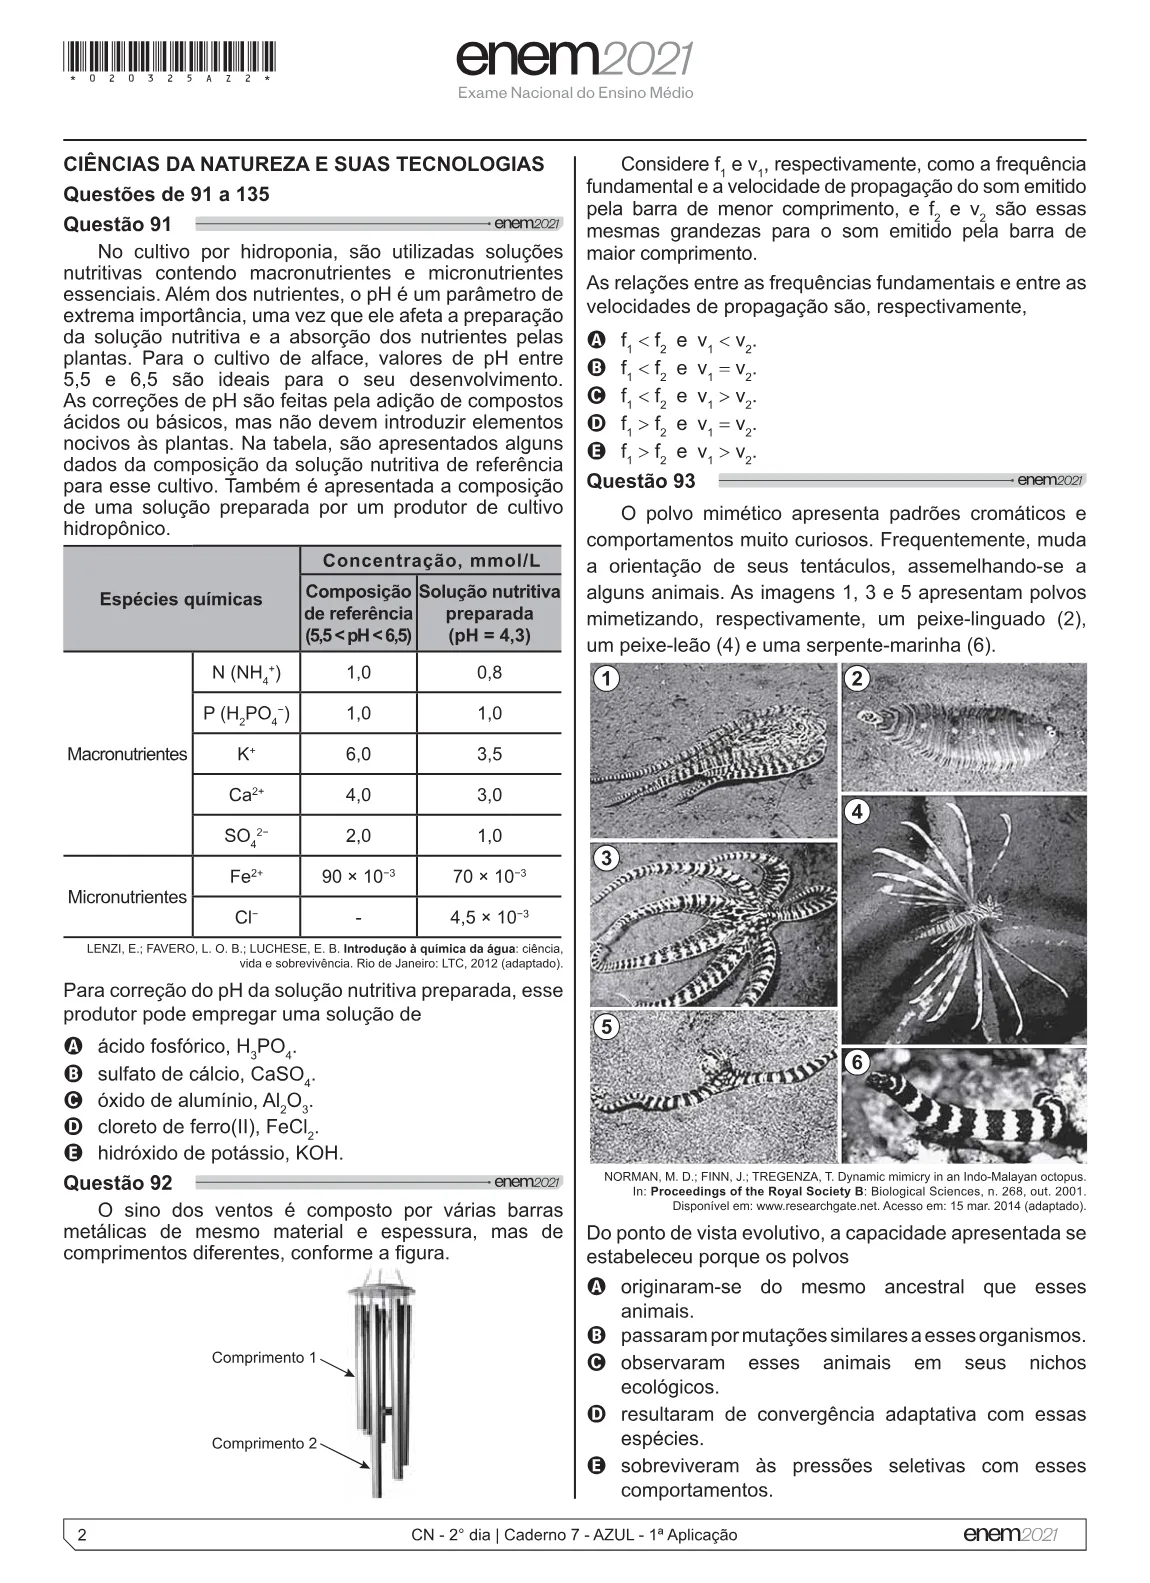 *020325AZ2*
enem2021
Exame Nacional do Ensino Médio
CIÊNCIAS DA NATUREZA E SUAS TECNOLOGIAS
Questões de 91 a 135
Questão 91
enem2021
No cultivo por hidroponia, são utilizadas soluções
nutritivas contendo macronutrientes e micronutrientes
essenciais. Além dos nutrientes, o pH é um parâmetro de
extrema importância, uma vez que ele afeta a preparação
da solução nutritiva e a absorção dos nutrientes pelas
plantas. Para o cultivo de alface, valores de pH entre
5,5 e 6,5 são ideais para o seu desenvolvimento.
As correções de pH são feitas pela adição de compostos
ácidos ou básicos, mas não devem introduzir elementos
nocivos às plantas. Na tabela, são apresentados alguns
dados da composição da solução nutritiva de referência
para esse cultivo. Também é apresentada a composição
de uma solução preparada por um produtor de cultivo
hidropônico.
Espécies químicas
Concentração, mmol/L
Composição de referência (5,5 < pH < 6,5)
Solução nutritiva preparada (pH = 4,3)
Macronutrientes
N (NH₄⁺) 1,0 0,8
P (H₂PO₄⁻) 1,0 1,0
K⁺ 6,0 3,5
Ca²⁺ 4,0 3,0
SO₄²⁻ 2,0 1,0
Micronutrientes
Fe²⁺ 90 × 10⁻³ 70 × 10⁻³
Cl⁻ - 4,5 × 10⁻³
LENZI, E.; FAVERO, L. O. B.; LUCHESE, E. B. Introdução à química da água: ciência,
vida e sobrevivência. Rio de Janeiro: LTC, 2012 (adaptado).
Para correção do pH da solução nutritiva preparada, esse
produtor pode empregar uma solução de
A ácido fosfórico, H₃PO₄.
B sulfato de cálcio, CaSO₄.
C óxido de alumínio, Al₂O₃.
D cloreto de ferro(II), FeCl₂.
E hidróxido de potássio, KOH.
Questão 92
enem2021
O sino dos ventos é composto por várias barras
metálicas de mesmo material e espessura, mas de
comprimentos diferentes, conforme a figura.
Comprimento 1
Comprimento 2
Considere f₁ e v₁, respectivamente, como a frequência
fundamental e a velocidade de propagação do som emitido
pela barra de menor comprimento, e f₂ e v₂ são essas
mesmas grandezas para o som emitido pela barra de
maior comprimento.
As relações entre as frequências fundamentais e entre as
velocidades de propagação são, respectivamente,
A f₁ < f₂ e v₁ < v₂.
B f₁ < f₂ e v₁ = v₂.
C f₁ < f₂ e v₁ > v₂.
D f₁ > f₂ e v₁ = v₂.
E f₁ > f₂ e v₁ > v₂.
Questão 93
enem2021
O polvo mimético apresenta padrões cromáticos e
comportamentos muito curiosos. Frequentemente, muda
a orientação de seus tentáculos, assemelhando-se a
alguns animais. As imagens 1, 3 e 5 apresentam polvos
mimetizando, respectivamente, um peixe-linguado (2),
um peixe-leão (4) e uma serpente-marinha (6).
1
2
3
4
5
6
NORMAN, M. D.; FINN, J.; TREGENZA, T. Dynamic mimicry in an Indo-Malayan octopus.
In: Proceedings of the Royal Society B: Biological Sciences, n. 268, out. 2001.
Disponível em: www.researchgate.net. Acesso em: 15 mar. 2014 (adaptado).
Do ponto de vista evolutivo, a capacidade apresentada se
estabeleceu porque os polvos
A originaram-se do mesmo ancestral que esses
animais.
B passaram por mutações similares a esses organismos.
C observaram esses animais em seus nichos
ecológicos.
D resultaram de convergência adaptativa com essas
espécies.
E sobreviveram às pressões seletivas com esses
comportamentos.
2
CN - 2° dia | Caderno 7 - AZUL - 1ª Aplicação
enem2021